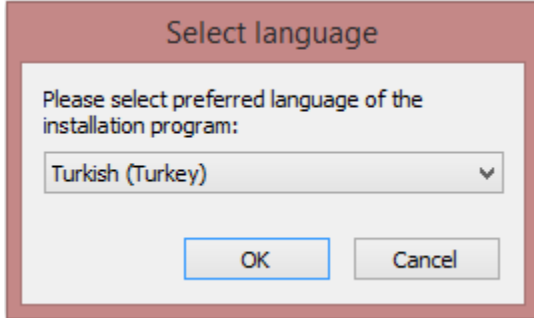 Select language
Please select preferred language of the
installation program:
Turkish (Turkey)
OK
Cancel